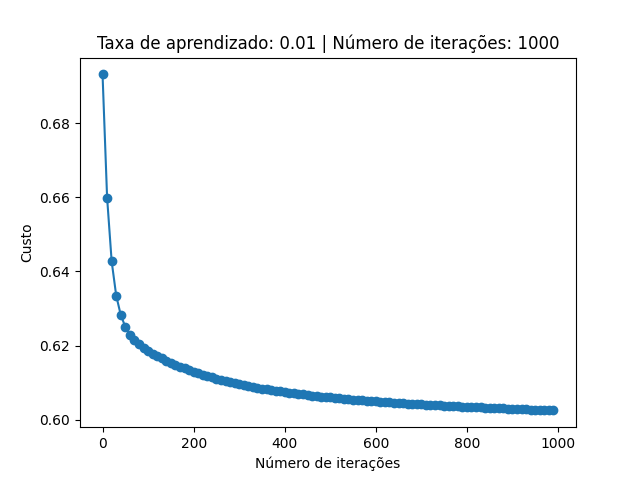 Taxa de aprendizado: 0.01 | Número de iterações: 1000
0.68
0.66
0.64
0.62
0.60
Custo
0 200 400 600 800 1000
Número de iterações